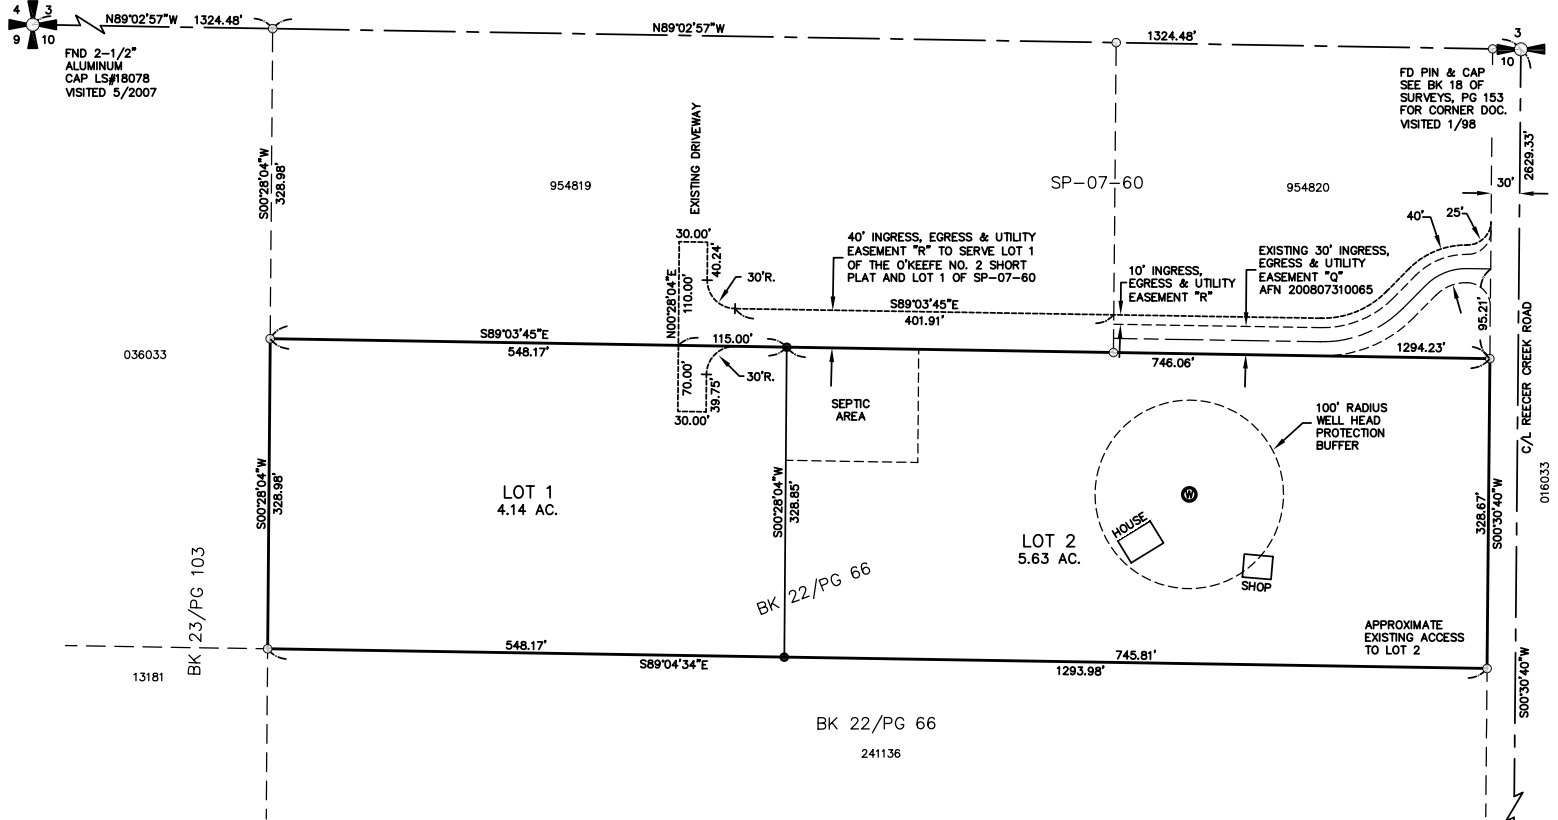 4 3
9 10
N89°02'57"W 1324.48'
N89°02'57"W
1324.48'
3
10
FND 2-1/2"
ALUMINUM
CAP LS#18078
VISITED 5/2007
FD PIN & CAP
SEE BK 18 OF
SURVEYS, PG 153
FOR CORNER DOC.
VISITED 1/98
S00°28'04"W
328.98'
954819
EXISTING DRIVEWAY
SP-07-60
954820
30'
2629.33'
40'
25'
30.00'
40.24'
30'R.
N00°28'04"E
110.00'
40' INGRESS, EGRESS & UTILITY
EASEMENT "R" TO SERVE LOT 1
OF THE O'KEEFE NO. 2 SHORT
PLAT AND LOT 1 OF SP-07-60
10' INGRESS,
EGRESS & UTILITY
EASEMENT "R"
EXISTING 30' INGRESS,
EGRESS & UTILITY
EASEMENT "Q"
AFN 200807310065
S89°03'45"E
401.91'
95.21'
036033
S89°03'45"E
548.17'
115.00'
746.06'
1294.23'
70.00'
39.75'
30'R.
30.00'
SEPTIC
AREA
100' RADIUS
WELL HEAD
PROTECTION
BUFFER
C/L REECER CREEK ROAD
016033
S00°28'04"W
328.98'
LOT 1
4.14 AC.
S00°28'04"W
328.85'
W
HOUSE
SHOP
LOT 2
5.63 AC.
328.67'
S00°30'40"W
BK 22/PG 66
BK 23/PG 103
APPROXIMATE
EXISTING ACCESS
TO LOT 2
548.17'
S89°04'34"E
745.81'
1293.98'
S00°30'40"W
13181
BK 22/PG 66
241136